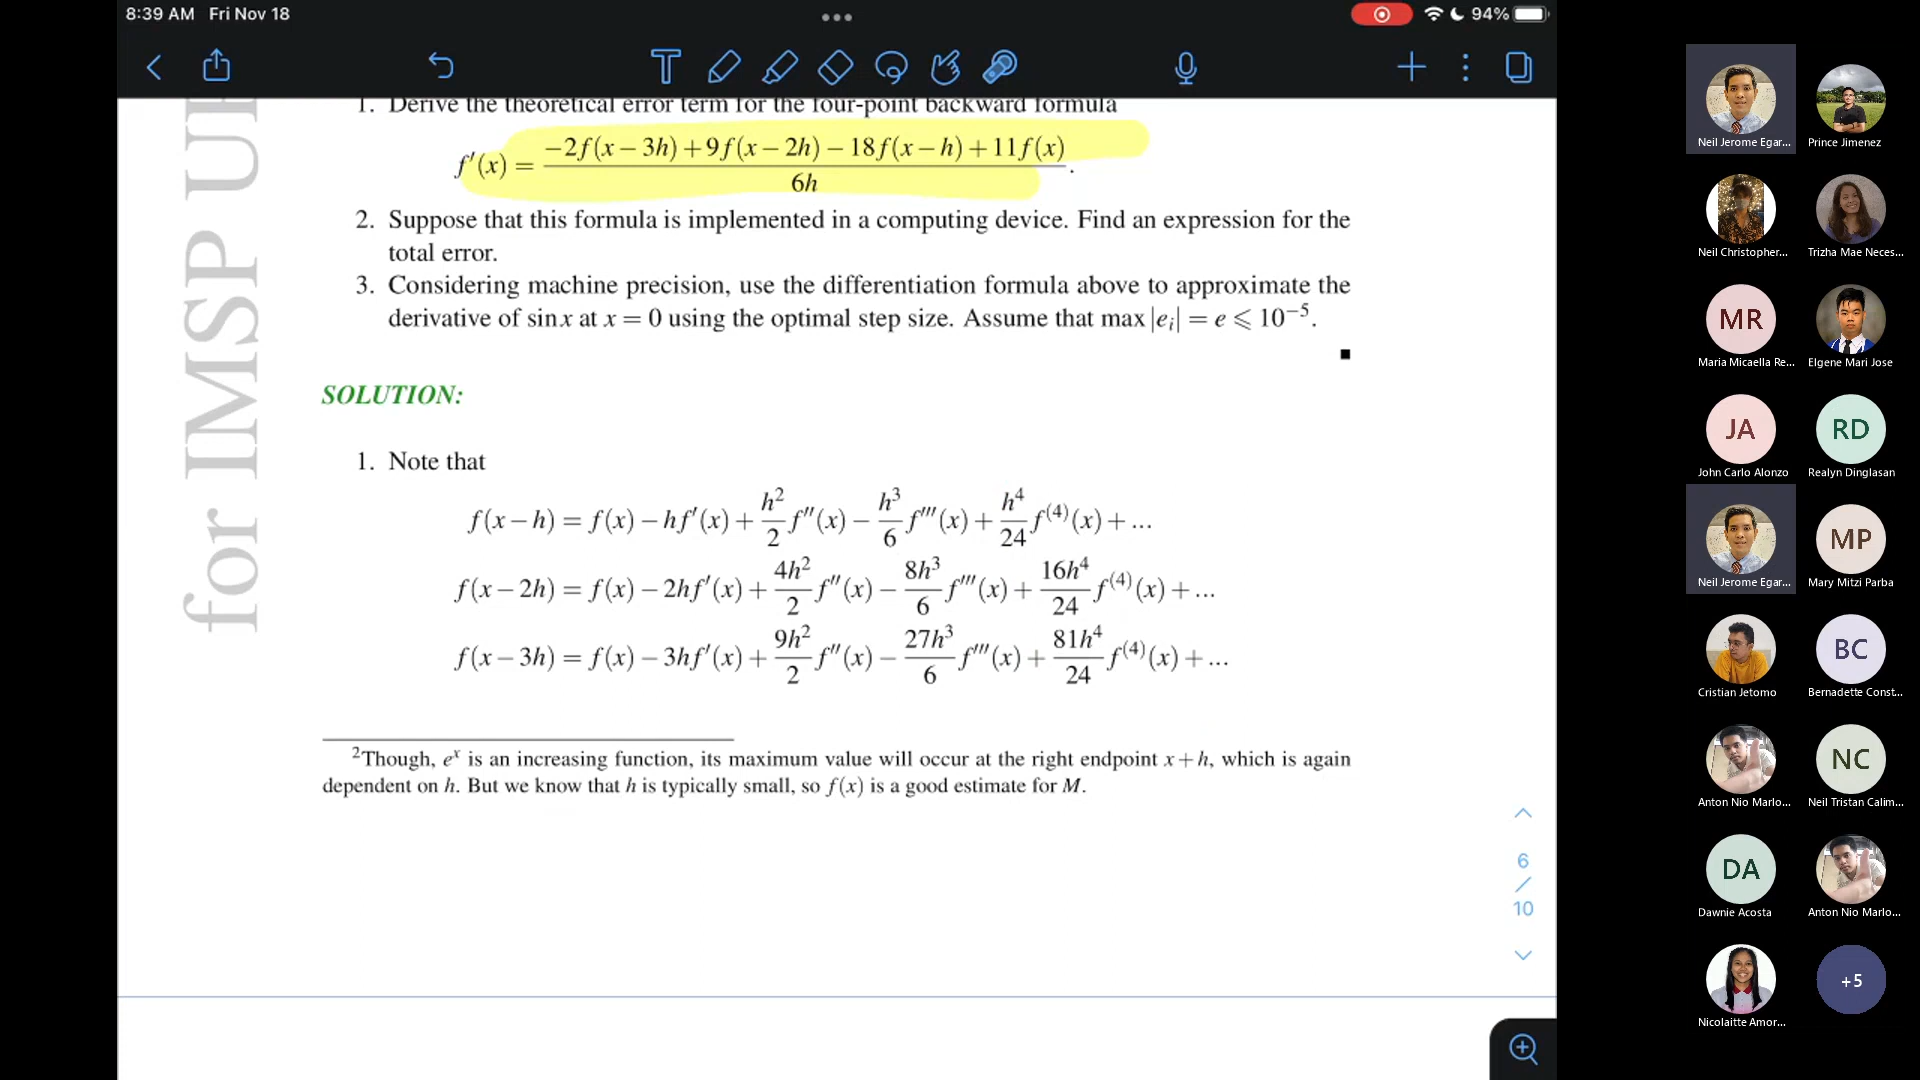 8:39 AM Fri Nov 18
94%
1. Derive the theoretical error term for the four-point backward formula
f′(x) = (−2f(x−3h)+9f(x−2h)−18f(x−h)+11f(x))/6h.
2. Suppose that this formula is implemented in a computing device. Find an expression for the
total error.
3. Considering machine precision, use the differentiation formula above to approximate the
derivative of sin x at x = 0 using the optimal step size. Assume that max |e_i| = e ⩽ 10⁻⁵.
■
SOLUTION:
1. Note that
f(x−h) = f(x) − hf′(x) + h²/2 f″(x) − h³/6 f‴(x) + h⁴/24 f⁽⁴⁾(x) + ...
f(x−2h) = f(x) − 2hf′(x) + 4h²/2 f″(x) − 8h³/6 f‴(x) + 16h⁴/24 f⁽⁴⁾(x) + ...
f(x−3h) = f(x) − 3hf′(x) + 9h²/2 f″(x) − 27h³/6 f‴(x) + 81h⁴/24 f⁽⁴⁾(x) + ...
²Though, eˣ is an increasing function, its maximum value will occur at the right endpoint x+h, which is again
dependent on h. But we know that h is typically small, so f(x) is a good estimate for M.
for IMSP
6
/
10
Neil Jerome Egar...
Prince Jimenez
Neil Christopher...
Trizha Mae Neces...
MR
Maria Micaella Re...
Elgene Mari Jose
JA
John Carlo Alonzo
RD
Realyn Dinglasan
Neil Jerome Egar...
MP
Mary Mitzi Parba
Cristian Jetomo
BC
Bernadette Const...
Anton Nio Marlo...
NC
Neil Tristan Calim...
DA
Dawnie Acosta
Anton Nio Marlo...
Nicolaitte Amor...
+5